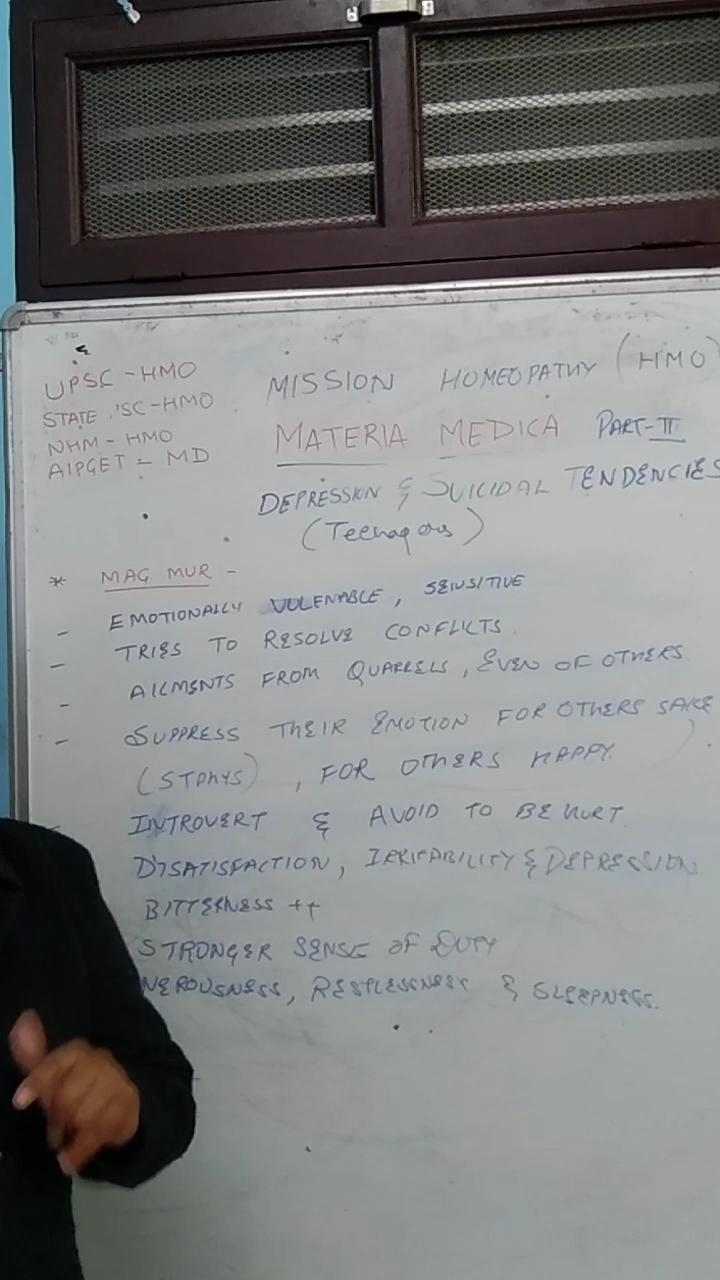 UPSC - HMO
STATE SC-HMO
NHM - HMO
AIPGET - MD
MISSION HOMEOPATHY (HMO)
MATERIA MEDICA PART-II
DEPRESSION & SUICIDAL TENDENCIES
(Teenagers)
* MAG MUR -
- EMOTIONALLY VULENABLE, SENSITIVE
- TRIES TO RESOLVE CONFLICTS
- AILMENTS FROM QUARRELS, EVEN OF OTHERS
- SUPPRESS THEIR EMOTION FOR OTHERS SAKE
(STPHYS), FOR OTHERS HAPPY.
INTROVERT & AVOID TO BE HURT
DISATISFACTION, IRRITABILITY & DEPRESSION
BITTERNESS ++
STRONGER SENSE OF DUTY
NEROUSNESS, RESTLESSNESS & SLEEPNESS.